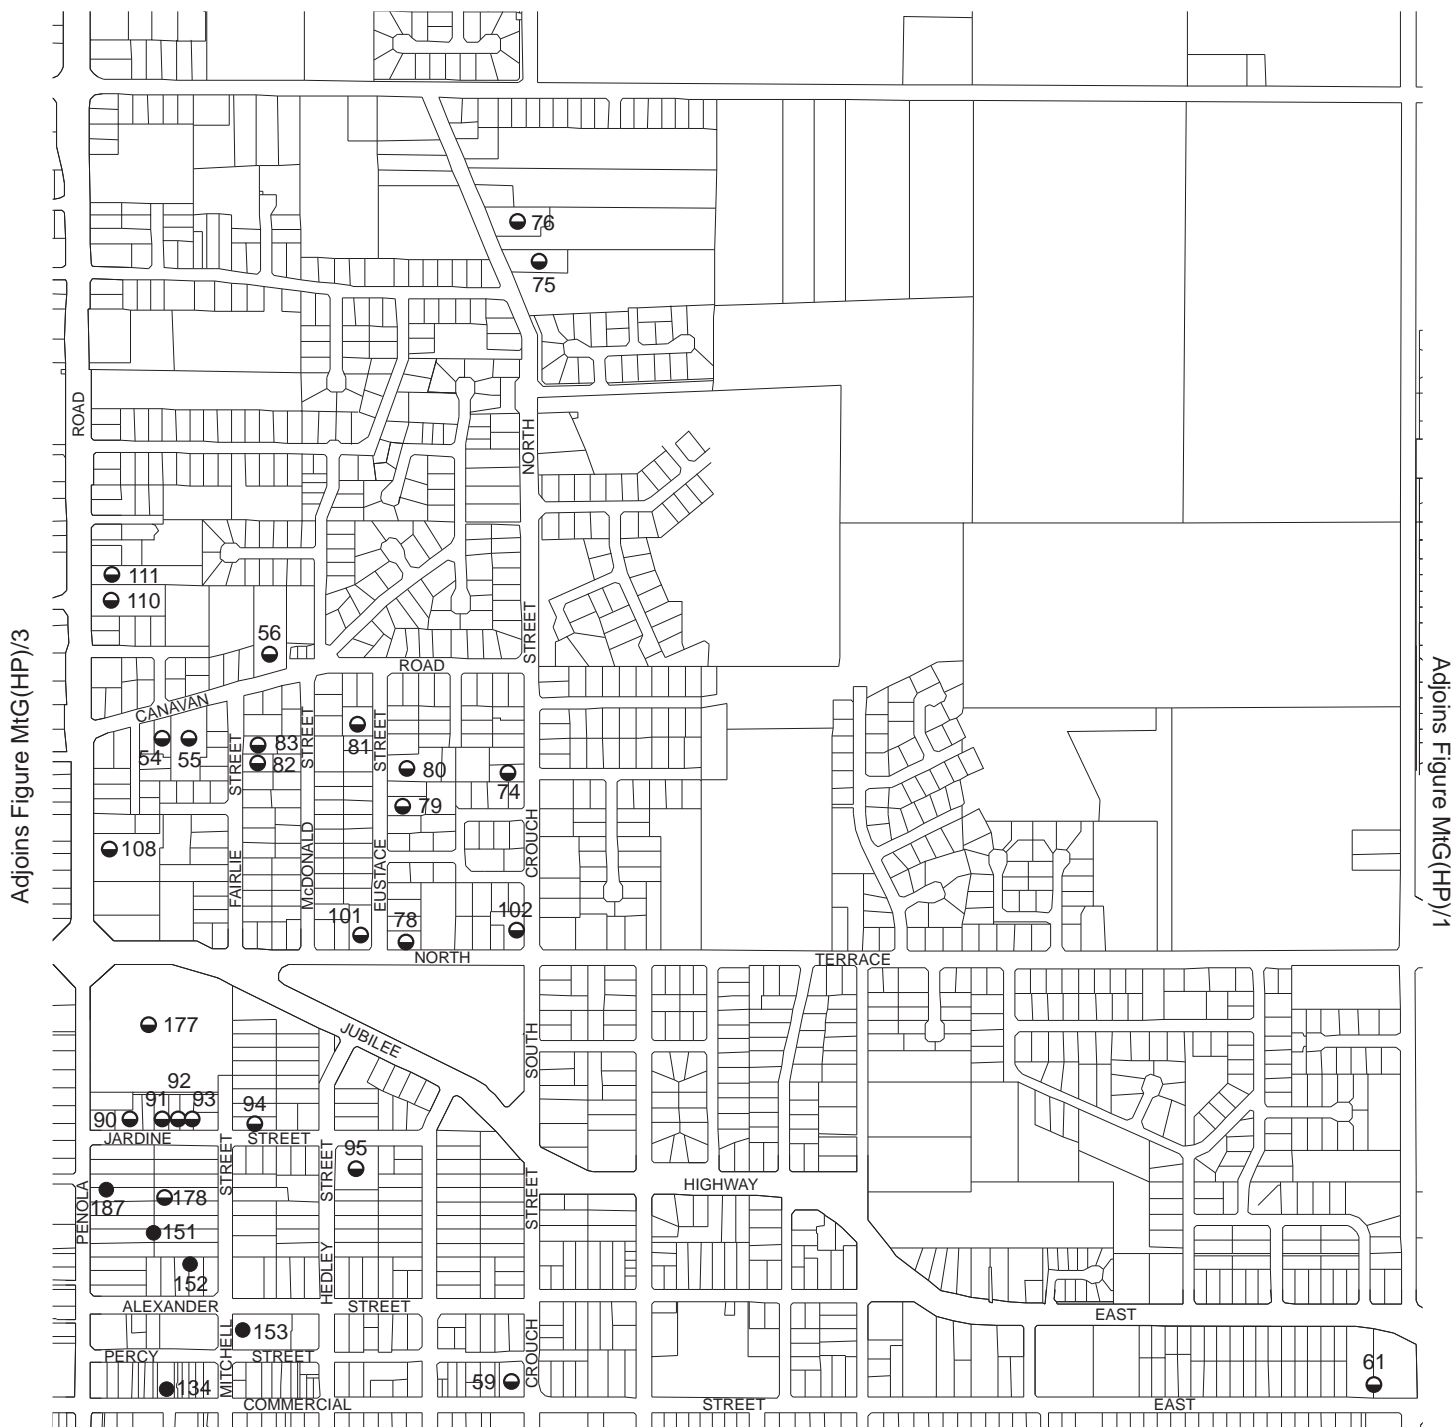 76
75
ROAD
NORTH
111
110
56
STREET
ROAD
Adjoins Figure MtG(HP)/3
Adjoins Figure MtG(HP)/1
CANAVAN
54
55
STREET
83
82
STREET
81
STREET
80
74
79
CROUCH
108
FAIRLIE
McDONALD
EUSTACE
101
78
102
NORTH
TERRACE
177
JUBILEE
SOUTH
92
90
91
93
94
JARDINE
STREET
95
STREET
STREET
STREET
HIGHWAY
PENOLA
187
178
151
152
HEDLEY
ALEXANDER
STREET
EAST
153
MITCHELL
PERCY
STREET
CROUCH
134
59
61
COMMERCIAL
STREET
EAST